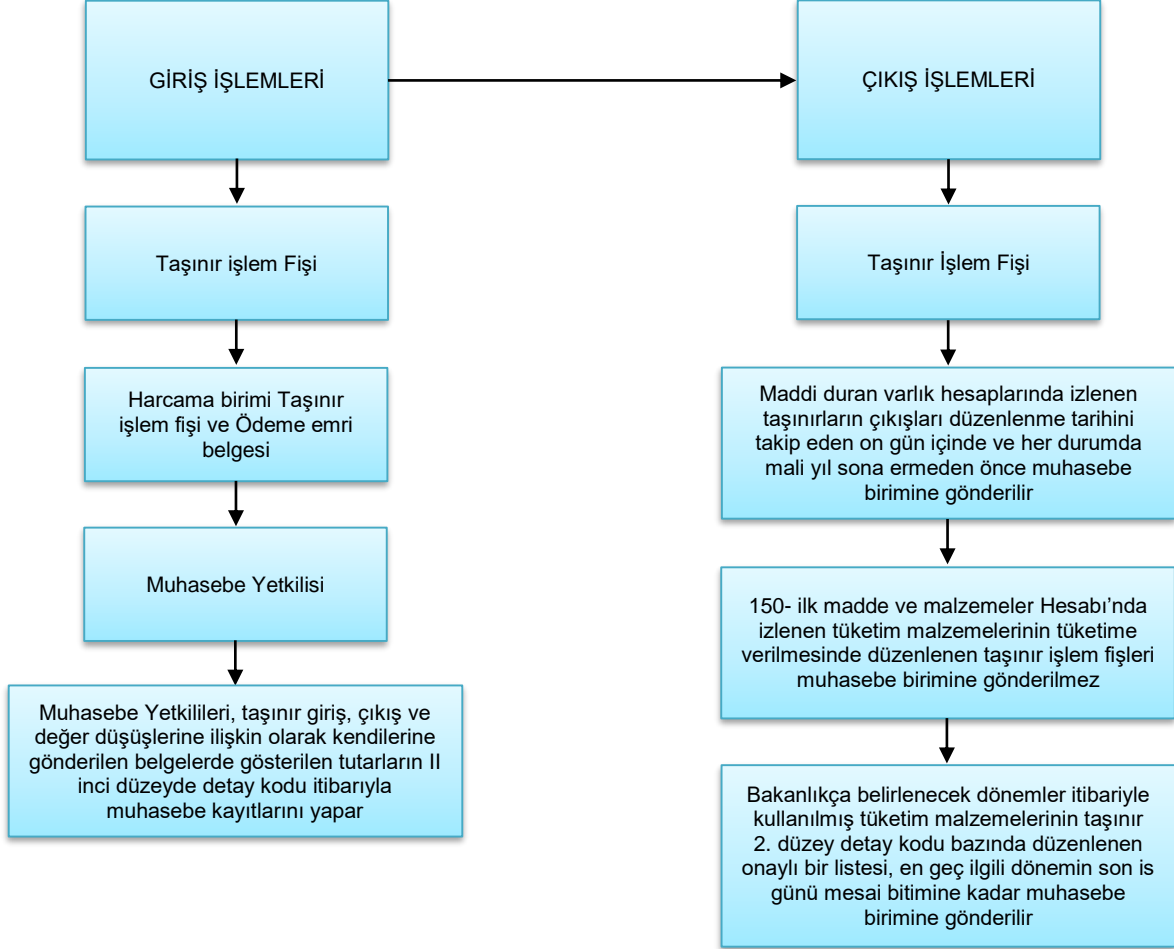 GİRİŞ İŞLEMLERİ
Taşınır işlem Fişi
Harcama birimi Taşınır
işlem fişi ve Ödeme emri
belgesi
Muhasebe Yetkilisi
Muhasebe Yetkilileri, taşınır giriş, çıkış ve
değer düşüşlerine ilişkin olarak kendilerine
gönderilen belgelerde gösterilen tutarların II
inci düzeyde detay kodu itibarıyla
muhasebe kayıtlarını yapar
ÇIKIŞ İŞLEMLERİ
Taşınır İşlem Fişi
Maddi duran varlık hesaplarında izlenen
taşınırların çıkışları düzenlenme tarihini
takip eden on gün içinde ve her durumda
mali yıl sona ermeden önce muhasebe
birimine gönderilir
150- ilk madde ve malzemeler Hesabı’nda
izlenen tüketim malzemelerinin tüketime
verilmesinde düzenlenen taşınır işlem fişleri
muhasebe birimine gönderilmez
Bakanlıkça belirlenecek dönemler itibariyle
kullanılmış tüketim malzemelerinin taşınır
2. düzey detay kodu bazında düzenlenen
onaylı bir listesi, en geç ilgili dönemin son is
günü mesai bitimine kadar muhasebe
birimine gönderilir